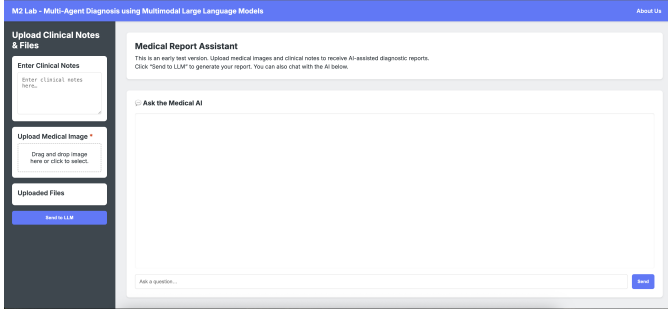 M2 Lab - Multi-Agent Diagnosis using Multimodal Large Language Models
About Us
Upload Clinical Notes
& Files
Enter Clinical Notes
Enter clinical notes
here…
Upload Medical Image *
Drag and drop image
here or click to select.
Uploaded Files
Send to LLM
Medical Report Assistant
This is an early test version. Upload medical images and clinical notes to receive AI-assisted diagnostic reports.
Click "Send to LLM" to generate your report. You can also chat with the AI below.
💬 Ask the Medical AI
Ask a question...
Send